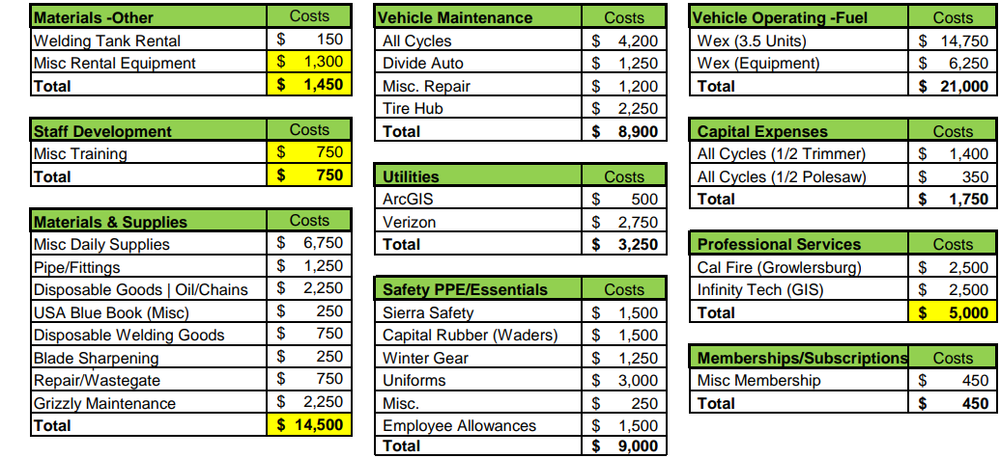 Materials -Other Costs
Welding Tank Rental $ 150
Misc Rental Equipment $ 1,300
Total $ 1,450
Staff Development Costs
Misc Training $ 750
Total $ 750
Materials & Supplies Costs
Misc Daily Supplies $ 6,750
Pipe/Fittings $ 1,250
Disposable Goods | Oil/Chains $ 2,250
USA Blue Book (Misc) $ 250
Disposable Welding Goods $ 750
Blade Sharpening $ 250
Repair/Wastegate $ 750
Grizzly Maintenance $ 2,250
Total $ 14,500
Vehicle Maintenance Costs
All Cycles $ 4,200
Divide Auto $ 1,250
Misc. Repair $ 1,200
Tire Hub $ 2,250
Total $ 8,900
Utilities Costs
ArcGIS $ 500
Verizon $ 2,750
Total $ 3,250
Safety PPE/Essentials Costs
Sierra Safety $ 1,500
Capital Rubber (Waders) $ 1,500
Winter Gear $ 1,250
Uniforms $ 3,000
Misc. $ 250
Employee Allowances $ 1,500
Total $ 9,000
Vehicle Operating -Fuel Costs
Wex (3.5 Units) $ 14,750
Wex (Equipment) $ 6,250
Total $ 21,000
Capital Expenses Costs
All Cycles (1/2 Trimmer) $ 1,400
All Cycles (1/2 Polesaw) $ 350
Total $ 1,750
Professional Services Costs
Cal Fire (Growlersburg) $ 2,500
Infinity Tech (GIS) $ 2,500
Total $ 5,000
Memberships/Subscriptions Costs
Misc Membership $ 450
Total $ 450